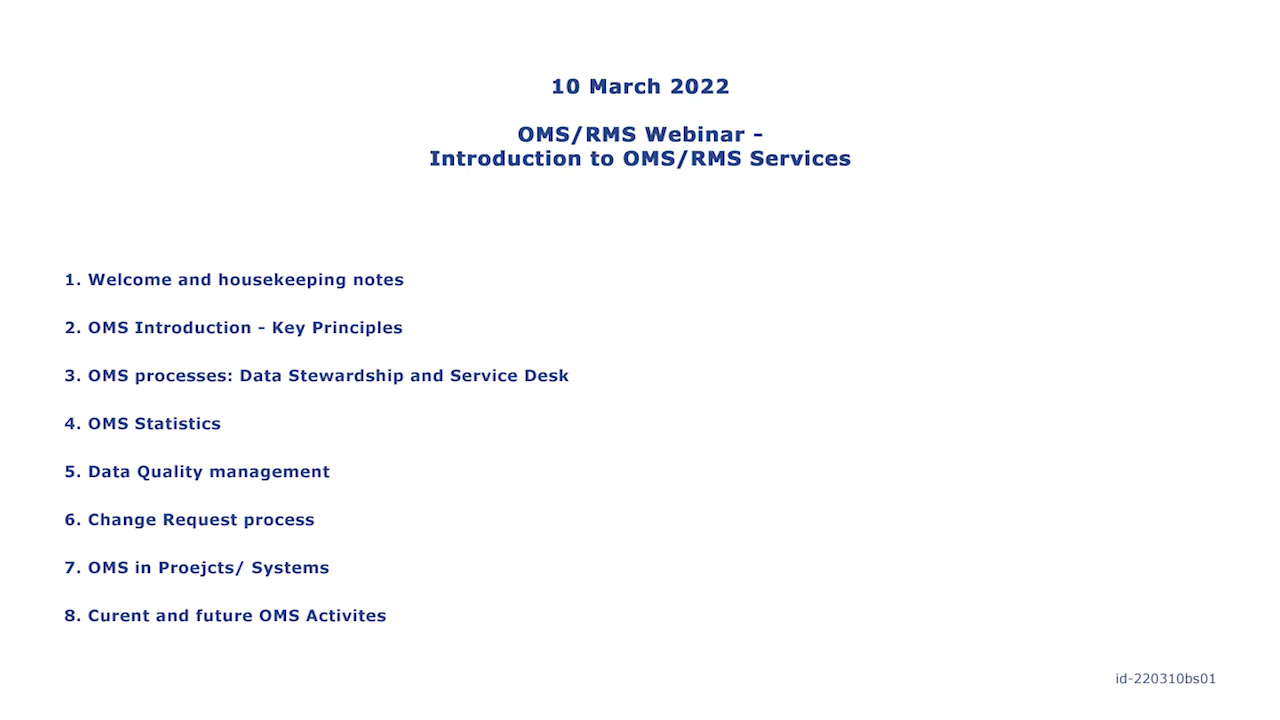 10 March 2022
OMS/RMS Webinar -
Introduction to OMS/RMS Services
1. Welcome and housekeeping notes
2. OMS Introduction - Key Principles
3. OMS processes: Data Stewardship and Service Desk
4. OMS Statistics
5. Data Quality management
6. Change Request process
7. OMS in Proejcts/ Systems
8. Curent and future OMS Activites
id-220310bs01